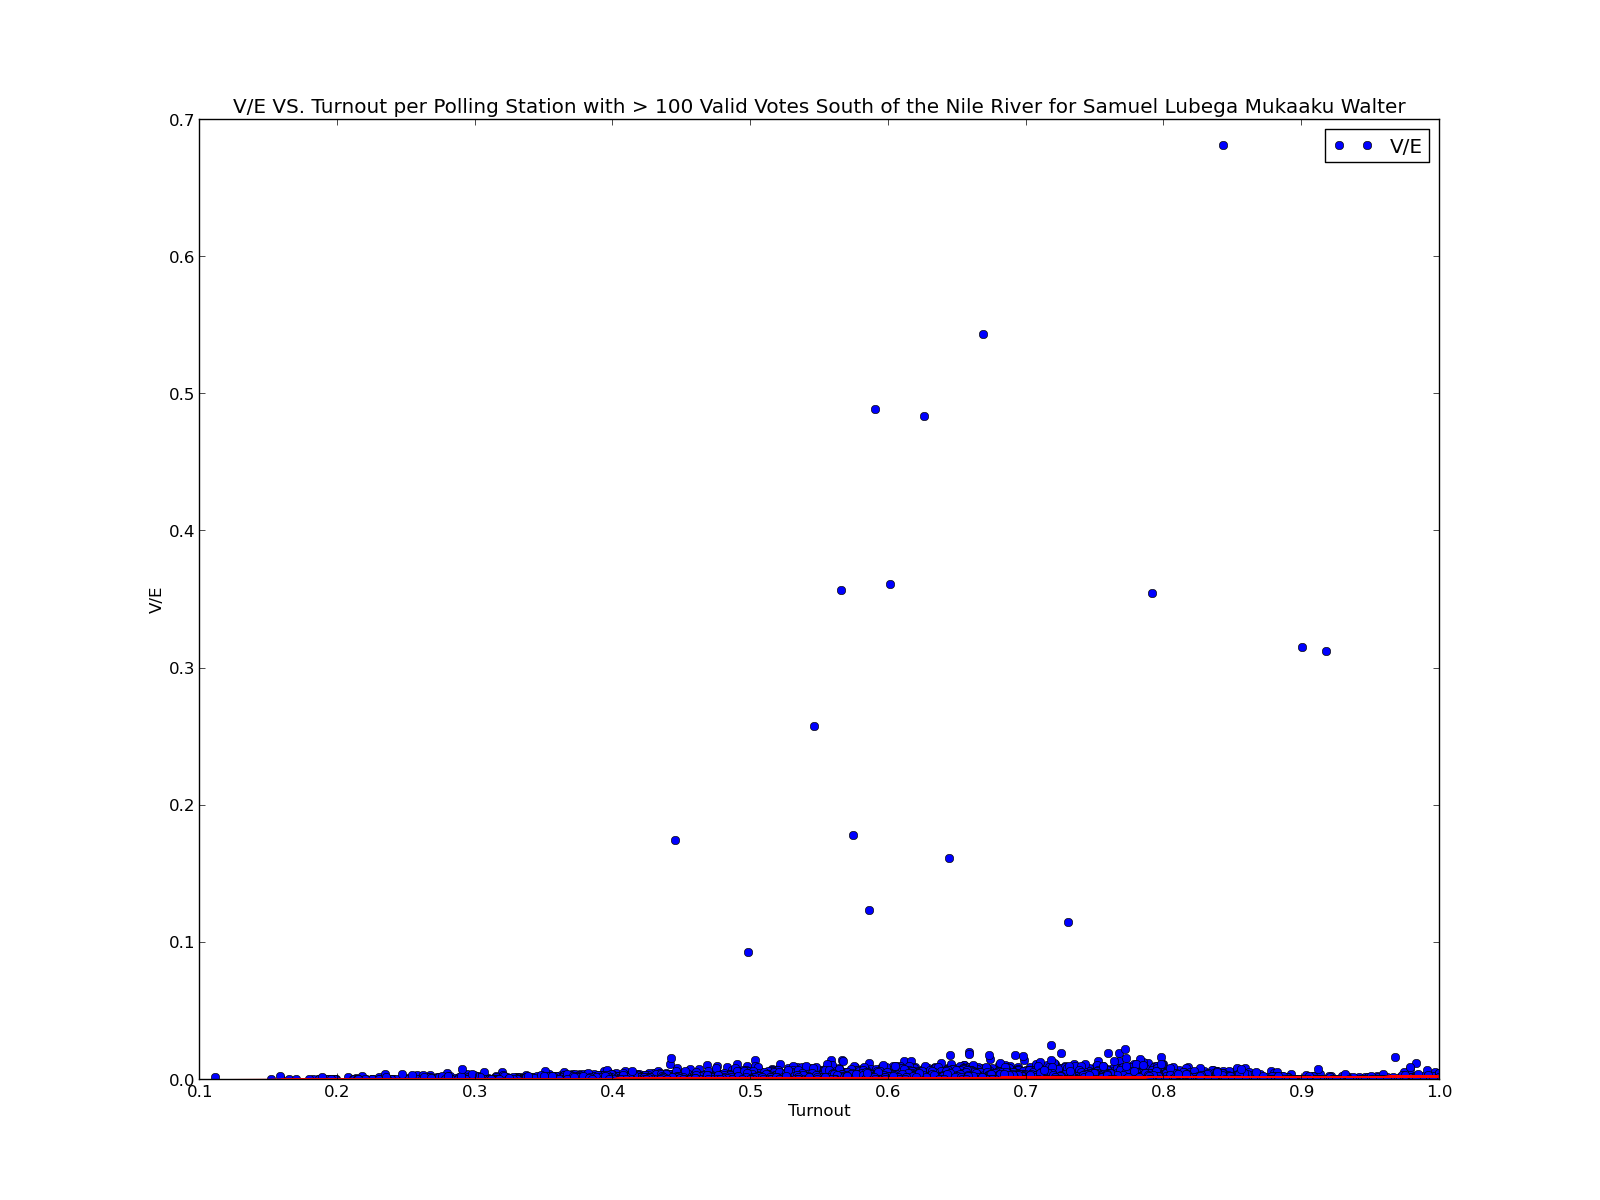 V/E VS. Turnout per Polling Station with > 100 Valid Votes South of the Nile River for Samuel Lubega Mukaaku Walter
V/E
0.7
0.6
0.5
0.4
0.3
0.2
0.1
0.0
V/E
0.1 0.2 0.3 0.4 0.5 0.6 0.7 0.8 0.9 1.0
Turnout